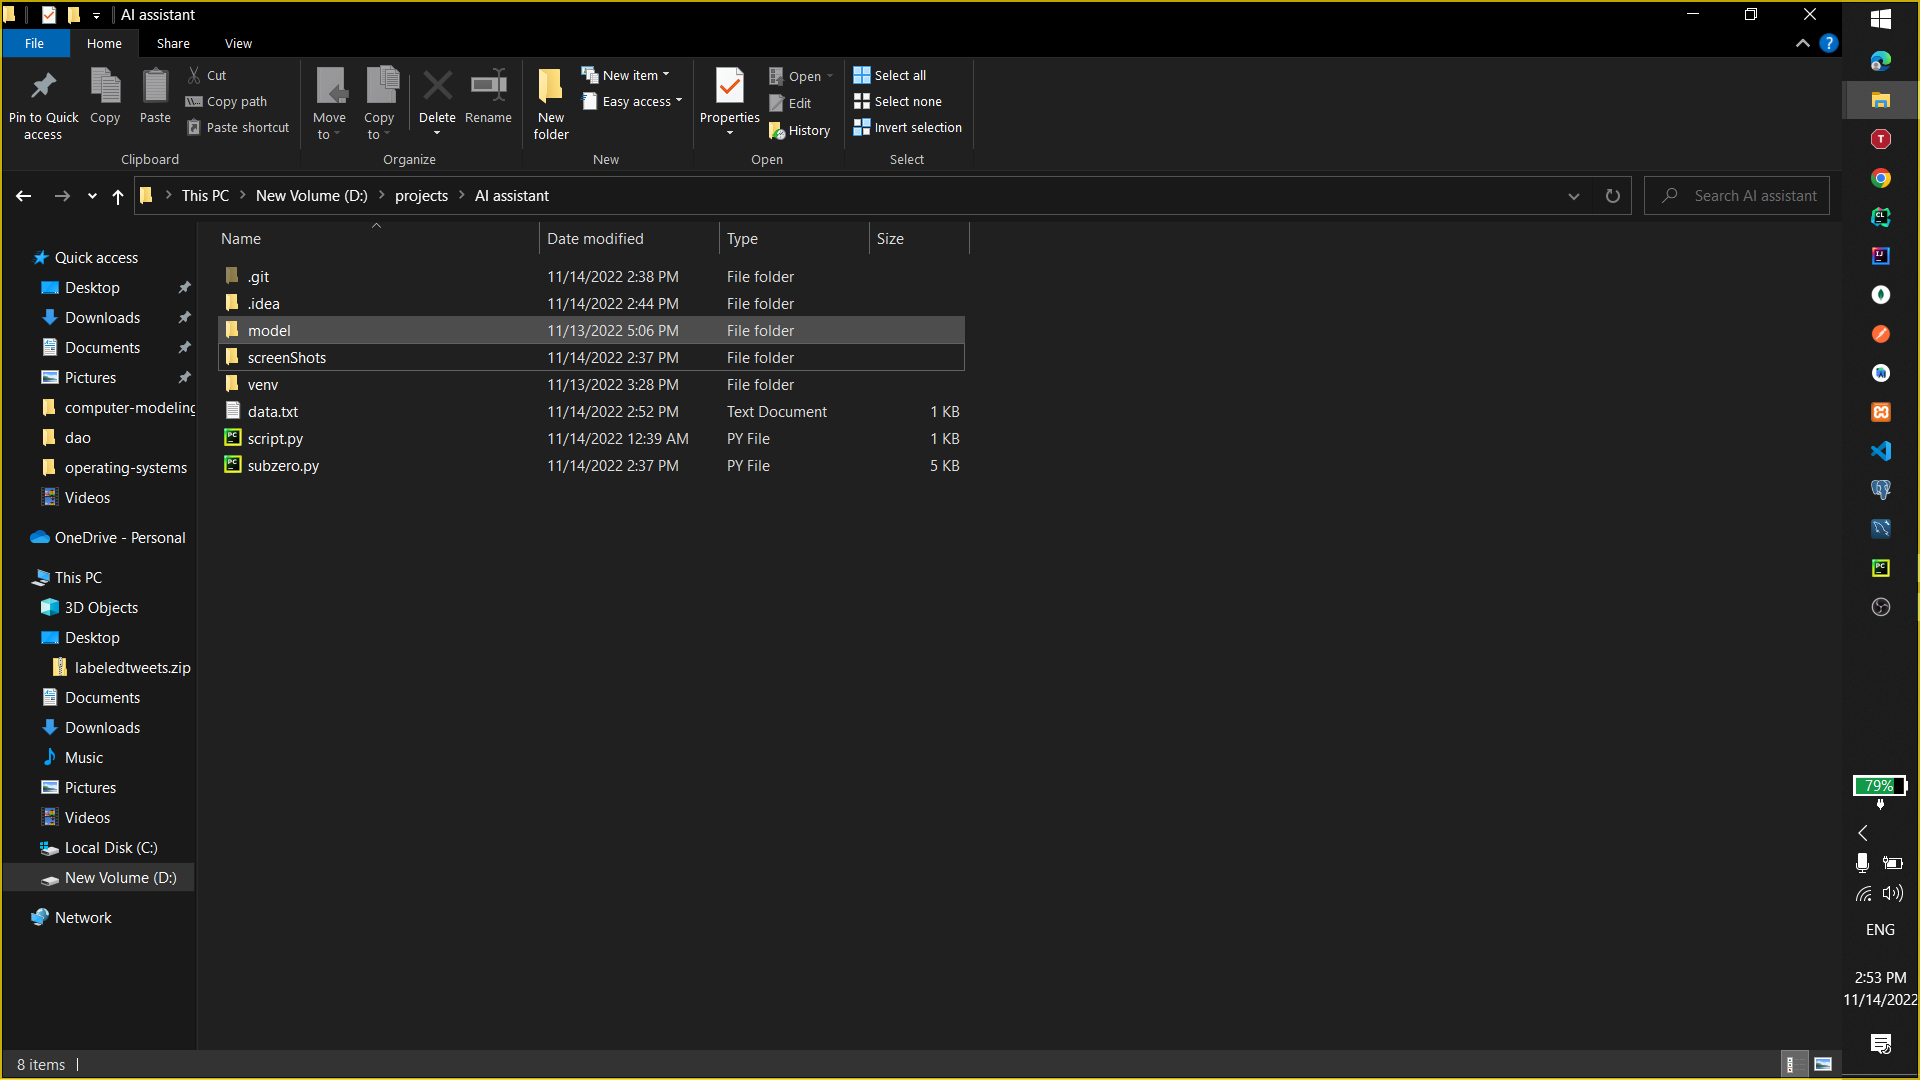 AI assistant
File Home Share View
Pin to Quick access
Copy
Paste
Cut
Copy path
Paste shortcut
Clipboard
Move to
Copy to
Delete
Rename
Organize
New folder
New item
Easy access
New
Properties
Open
Edit
History
Open
Select all
Select none
Invert selection
Select
This PC New Volume (D:) projects AI assistant
Search AI assistant
Quick access
Desktop
Downloads
Documents
Pictures
computer-modeling
dao
operating-systems
Videos
OneDrive - Personal
This PC
3D Objects
Desktop
labeledtweets.zip
Documents
Downloads
Music
Pictures
Videos
Local Disk (C:)
New Volume (D:)
Network
Name Date modified Type Size
.git 11/14/2022 2:38 PM File folder
.idea 11/14/2022 2:44 PM File folder
model 11/13/2022 5:06 PM File folder
screenShots 11/14/2022 2:37 PM File folder
venv 11/13/2022 3:28 PM File folder
data.txt 11/14/2022 2:52 PM Text Document 1 KB
script.py 11/14/2022 12:39 AM PY File 1 KB
subzero.py 11/14/2022 2:37 PM PY File 5 KB
79%
ENG
2:53 PM
11/14/2022
8 items